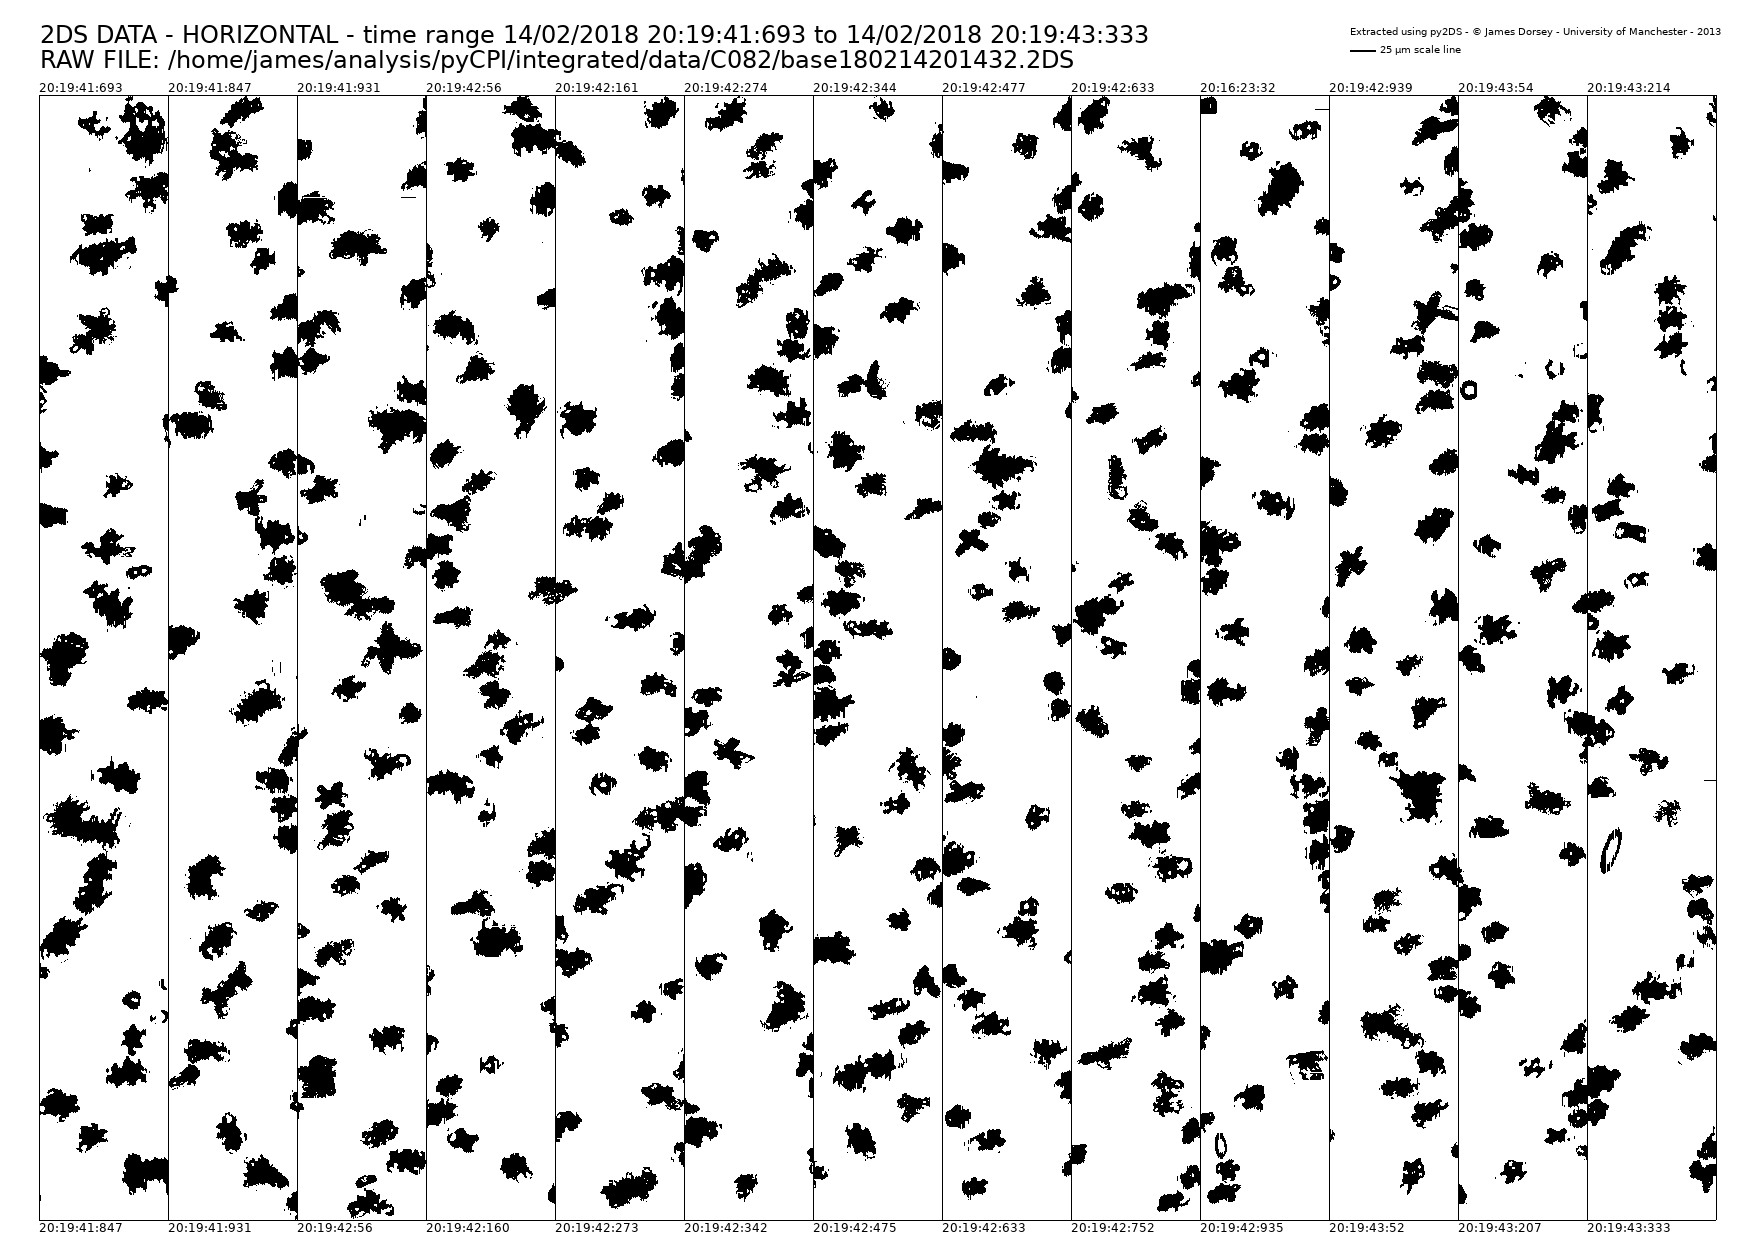 2DS DATA - HORIZONTAL - time range 14/02/2018 20:19:41:693 to 14/02/2018 20:19:43:333
RAW FILE: /home/james/analysis/pyCPI/integrated/data/C082/base180214201432.2DS
Extracted using py2DS - © James Dorsey - University of Manchester - 2013
25 µm scale line
20:19:41:693 20:19:41:847 20:19:41:931 20:19:42:56 20:19:42:161 20:19:42:274 20:19:42:344 20:19:42:477 20:19:42:633 20:16:23:32 20:19:42:939 20:19:43:54 20:19:43:214
20:19:41:847 20:19:41:931 20:19:42:56 20:19:42:160 20:19:42:273 20:19:42:342 20:19:42:475 20:19:42:633 20:19:42:752 20:19:42:935 20:19:43:52 20:19:43:207 20:19:43:333